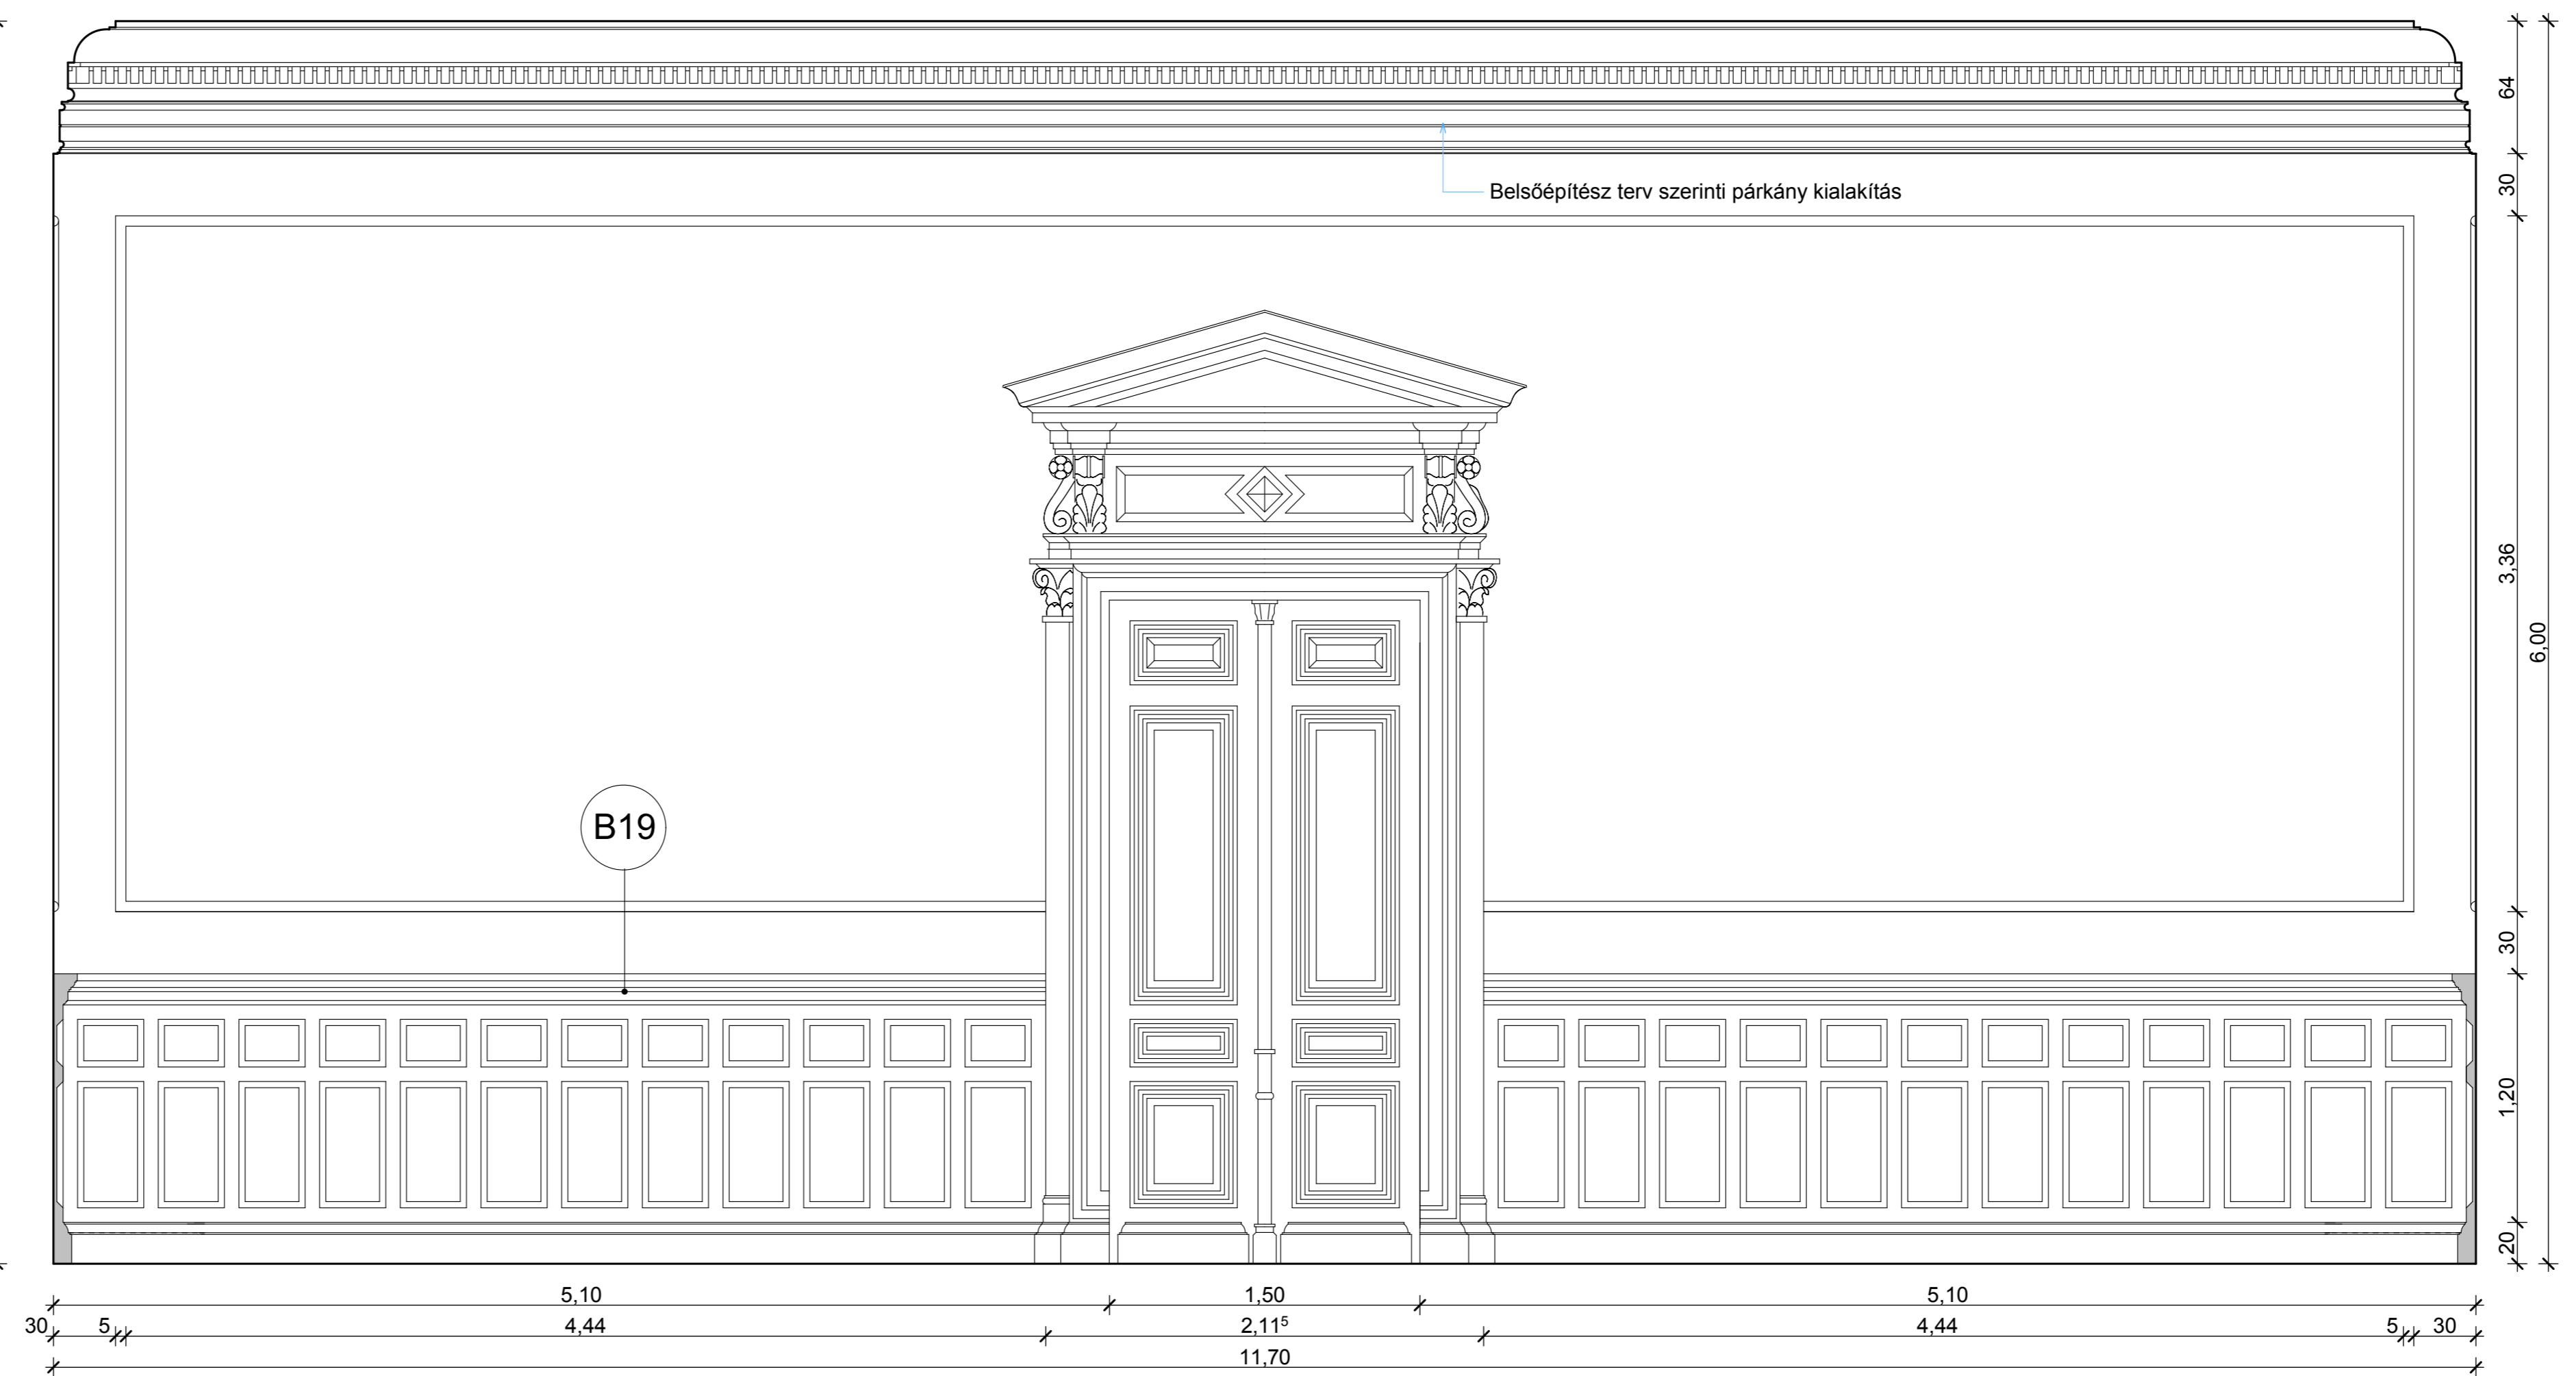 64
Belsőépítész terv szerinti párkány kialakítás
30
3,36
6,00
B19
30
1,20
20
5,10 1,50 5,10
30 5 4,44 2,11⁵ 4,44 5 30
11,70